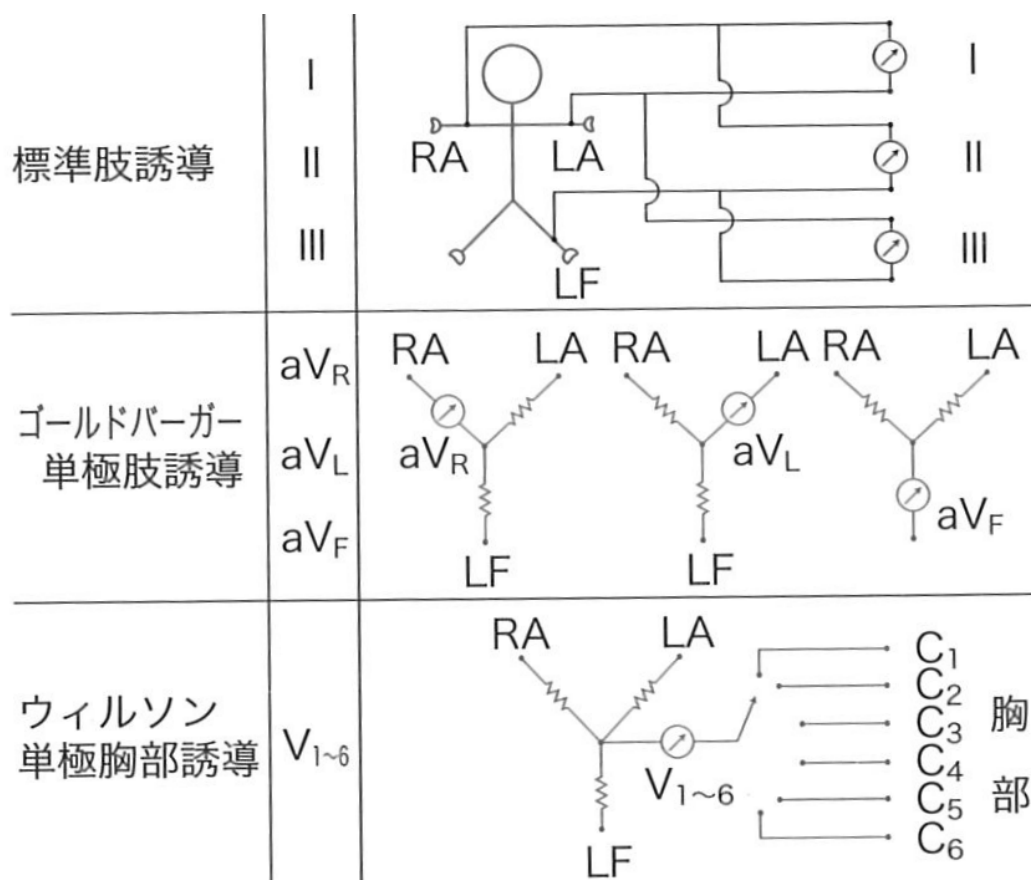 標準肢誘導
I
II
III
RA
LA
LF
I
II
III
ゴールドバーガー
単極肢誘導
aVR
aVL
aVF
RA
LA
aVR
LF
RA
LA
aVL
LF
RA
LA
aVF
ウィルソン
単極胸部誘導
V1~6
RA
LA
LF
V1~6
C1
C2
C3
C4
C5
C6
胸
部